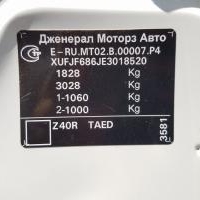 Дженерал Моторз Авто
E-RU.MT02.B.00007.P4
XUFJF686JE3018520
1828 Kg
3028 Kg
1-1060 Kg
2-1000 Kg
Z40R TAED
3581